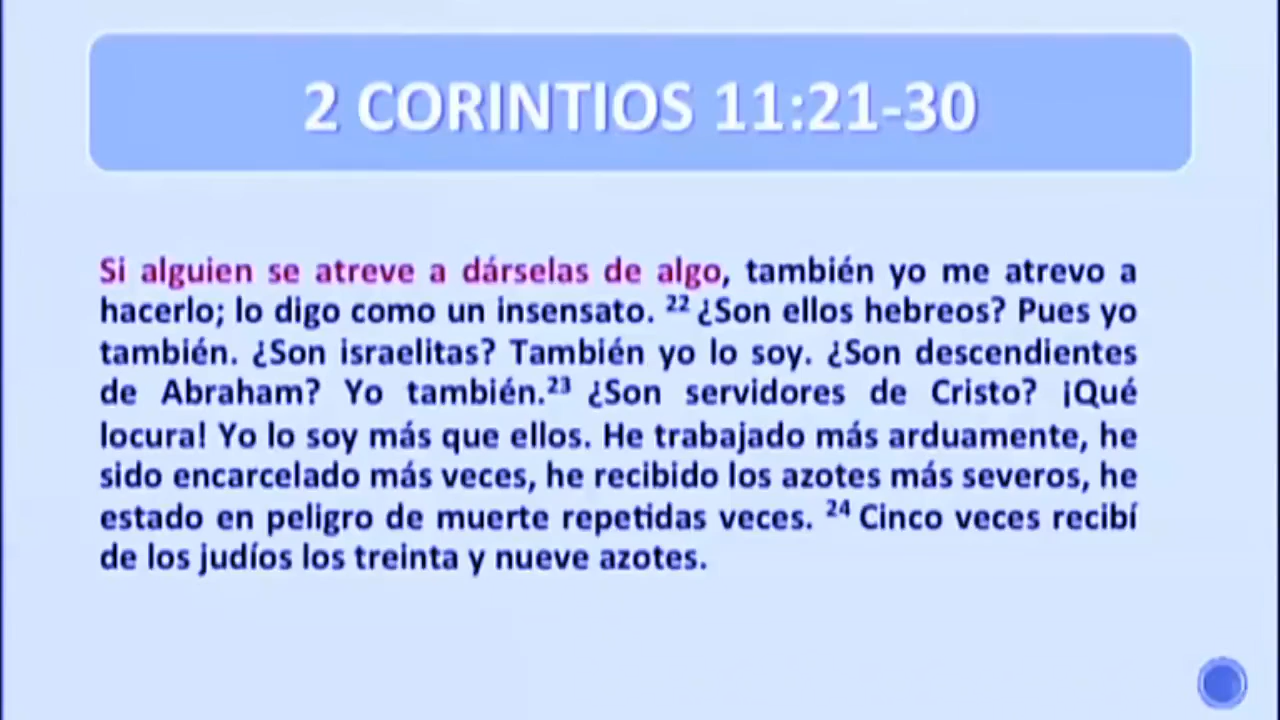 2 CORINTIOS 11:21-30
Si alguien se atreve a dárselas de algo, también yo me atrevo a
hacerlo; lo digo como un insensato. ²² ¿Son ellos hebreos? Pues yo
también. ¿Son israelitas? También yo lo soy. ¿Son descendientes
de Abraham? Yo también.²³ ¿Son servidores de Cristo? ¡Qué
locura! Yo lo soy más que ellos. He trabajado más arduamente, he
sido encarcelado más veces, he recibido los azotes más severos, he
estado en peligro de muerte repetidas veces. ²⁴ Cinco veces recibí
de los judíos los treinta y nueve azotes.